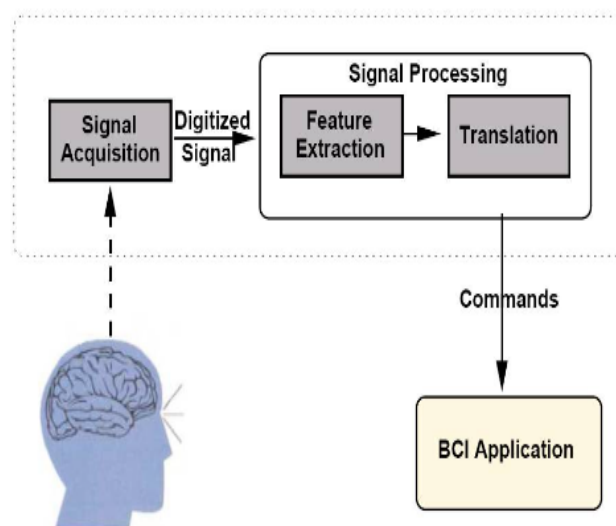 Signal Processing
Signal
Acquisition
Digitized
Signal
Feature
Extraction
Translation
Commands
BCI Application